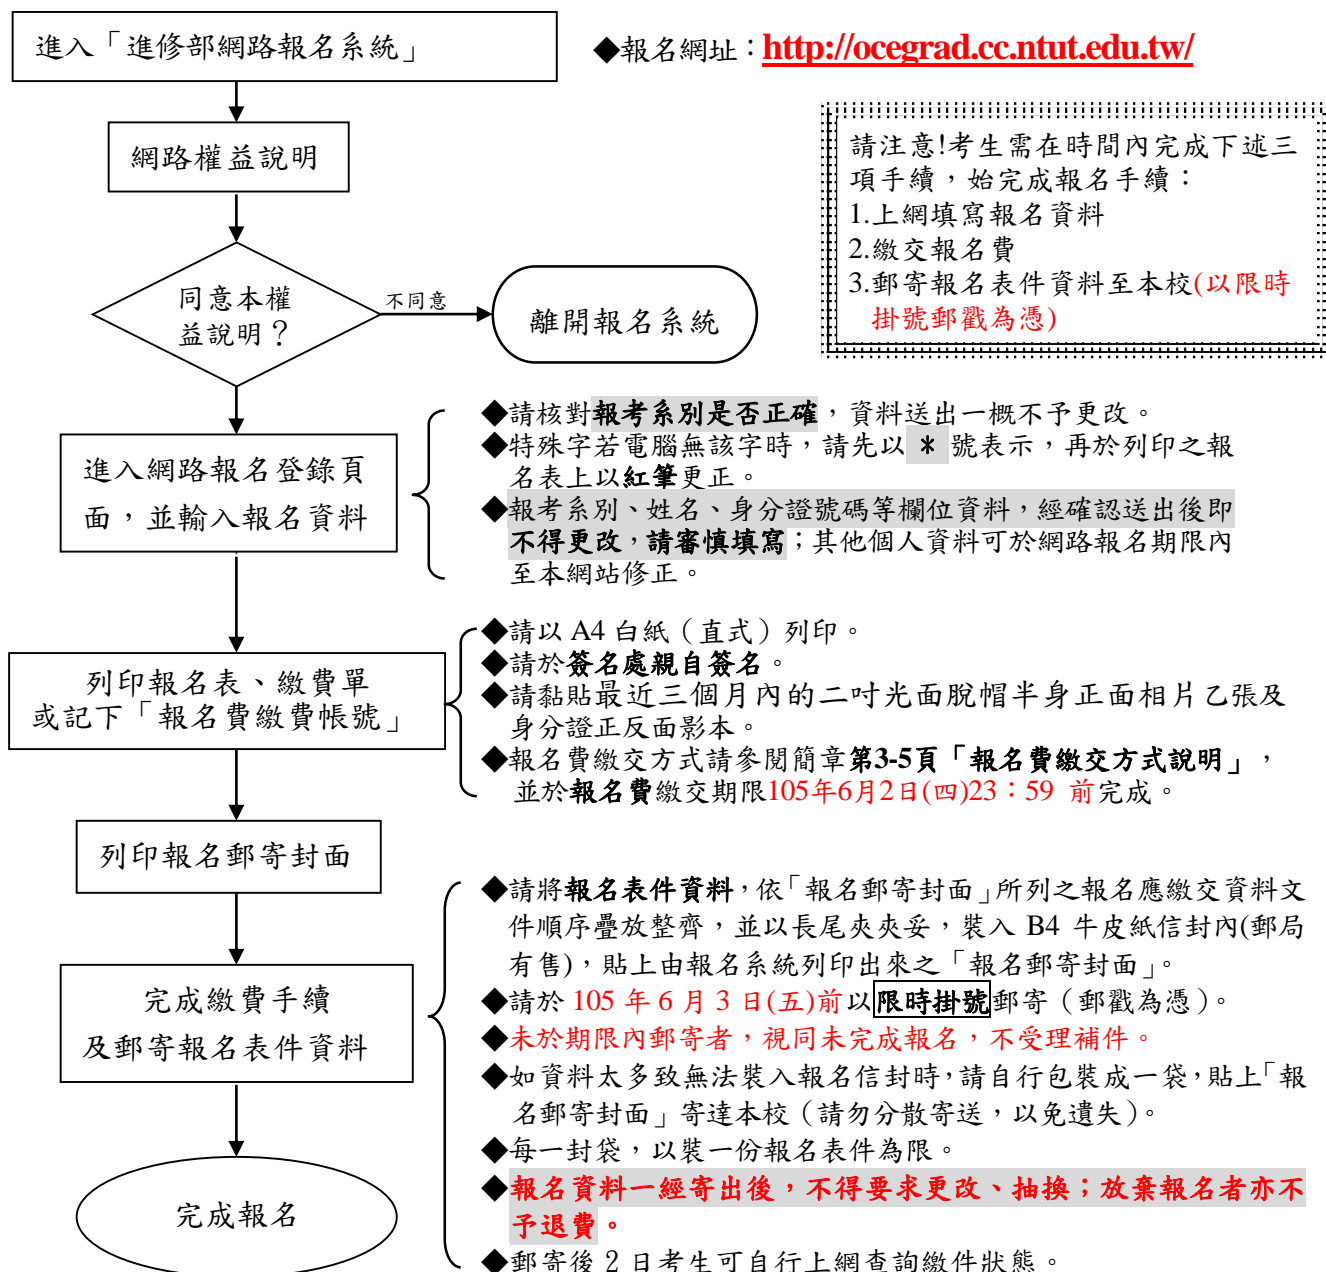 進入「進修部網路報名系統」
◆報名網址：http://ocegrad.cc.ntut.edu.tw/
網路權益說明
請注意!考生需在時間內完成下述三
項手續，始完成報名手續：
1.上網填寫報名資料
2.繳交報名費
3.郵寄報名表件資料至本校(以限時
掛號郵戳為憑)
同意本權
益說明？
不同意
離開報名系統
進入網路報名登錄頁
面，並輸入報名資料
◆請核對報考系別是否正確，資料送出一概不予更改。
◆特殊字若電腦無該字時，請先以 * 號表示，再於列印之報
名表上以紅筆更正。
◆報考系別、姓名、身分證號碼等欄位資料，經確認送出後即
不得更改，請審慎填寫；其他個人資料可於網路報名期限內
至本網站修正。
列印報名表、繳費單
或記下「報名費繳費帳號」
◆請以 A4 白紙（直式）列印。
◆請於簽名處親自簽名。
◆請黏貼最近三個月內的二吋光面脫帽半身正面相片乙張及
身分證正反面影本。
◆報名費繳交方式請參閱簡章第3-5頁「報名費繳交方式說明」，
並於報名費繳交期限105年6月2日(四)23：59 前完成。
列印報名郵寄封面
完成繳費手續
及郵寄報名表件資料
◆請將報名表件資料，依「報名郵寄封面」所列之報名應繳交資料文
件順序疊放整齊，並以長尾夾夾妥，裝入 B4 牛皮紙信封內(郵局
有售)，貼上由報名系統列印出來之「報名郵寄封面」。
◆請於 105 年 6 月 3 日(五)前以限時掛號郵寄（郵戳為憑）。
◆未於期限內郵寄者，視同未完成報名，不受理補件。
◆如資料太多致無法裝入報名信封時，請自行包裝成一袋，貼上「報
名郵寄封面」寄達本校（請勿分散寄送，以免遺失）。
◆每一封袋，以裝一份報名表件為限。
◆報名資料一經寄出後，不得要求更改、抽換；放棄報名者亦不
予退費。
◆郵寄後 2 日考生可自行上網查詢繳件狀態。
完成報名